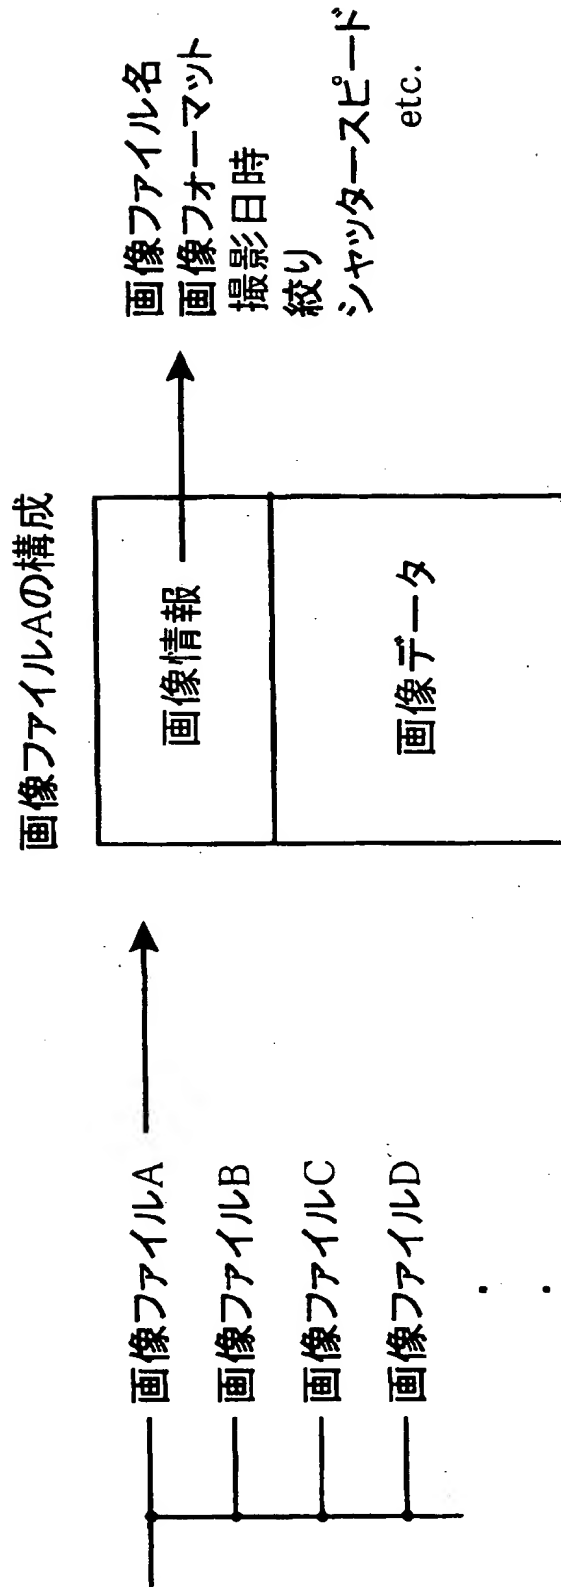 画像ファイルA
画像ファイルB
画像ファイルC
画像ファイルD
画像ファイルAの構成
画像情報
画像データ
画像ファイル名
画像フォーマット
撮影日時
絞り
シャッタースピード
etc.